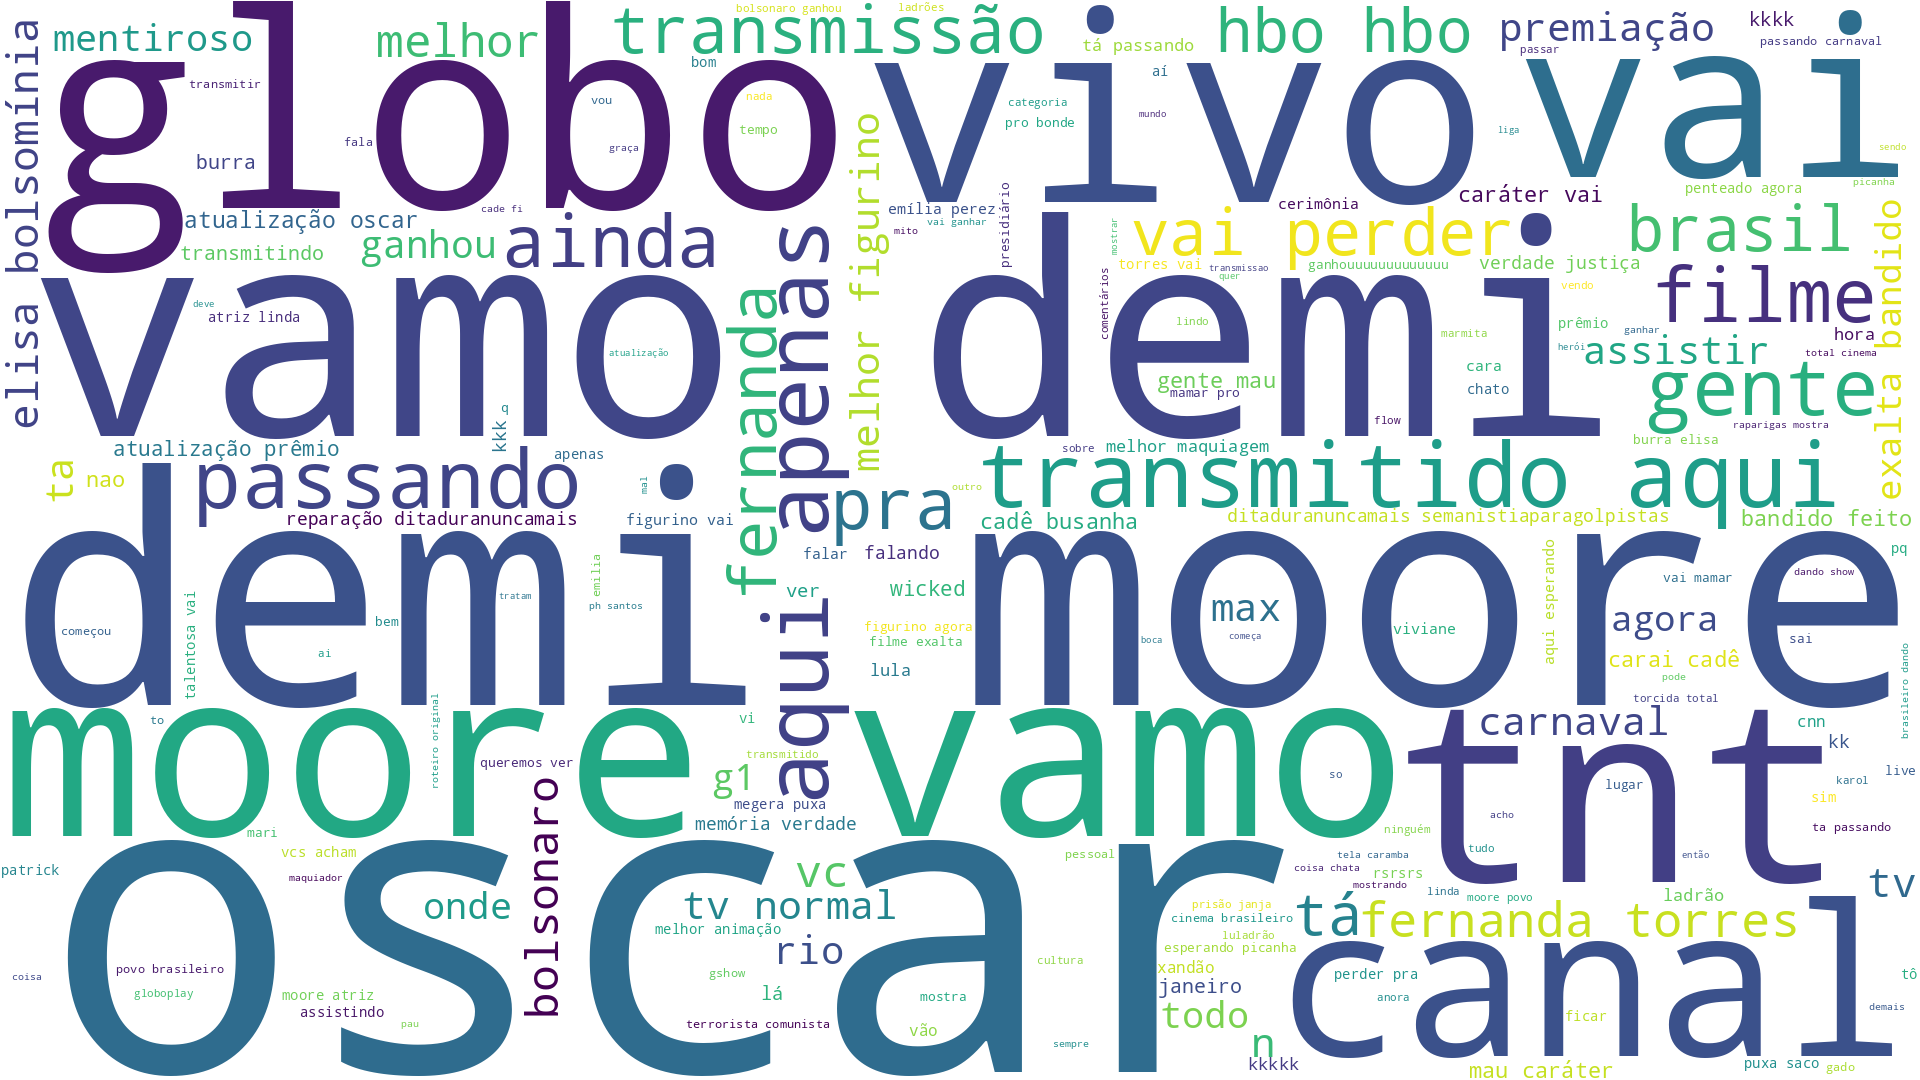 bolsonaro ganhou
ladrões
elisa bolsomínia
mentiroso
melhor
transmissão
tá passando
hbo hbo
premiação
kkkk
passando carnaval
passar
globo
vivo
vai
transmitir
bom
aí
vou
nada
categoria
pro bonde
mundo
tempo
liga
fala
graça
burra
sendo
picanha
penteado agora
caráter vai
cerimônia
presidiário
emília perez
vai ganhar
mito
cade fi
atualização oscar
transmitindo
ganhou
ainda
apenas
melhor figurino
mostrar
vai perder
brasil
exalta bandido
torres vai
transmissao
quer
ganhouuuuuuuuuuuuu
verdade justiça
vendo
filme
vamo
demi
deve
atriz linda
atualização
fernanda
comentários
lindo
marmita
prêmio
ganhar
hora
herói
assistir
total cinema
gente mau
mamar pro
cara
chato
gente
flow
raparigas mostra
q
kkk
atualização prêmio
apenas
sobre
melhor maquiagem
burra elisa
ta
nao
passando
mal
pra
outro
transmitido aqui
reparação ditaduranuncamais
figurino vai
cadê busanha
ditaduranuncamais semanistiaparagolpistas
bandido feito
demi
moore
falar
falando
aqui esperando
pq
emilia
tratam
ph santos
ver
wicked
vai mamar
dando show
talentosa vai
começou
bem
ai
aqui
figurino agora
filme exalta
boca
max
começa
viviane
agora
sai
lula
carai cadê
pode
torcida total
brasileiro dando
moore vamo
to
roteiro original
vi
transmitido
queremos ver
g1
megera puxa
memória verdade
so
tnt
carnaval
cnn
kk
lugar
live
karol
sim
acho
ta passando
mari
vcs acham
bolsonaro
ninguém
patrick
maquiador
pessoal
tela caramba
tudo
então
coisa chata
mostrando
rsrsrs
linda
moore povo
ladrão
tv
oscar
onde
vc
tv normal
melhor animação
rio
prisão janja
cinema brasileiro
luladrão
esperando picanha
tá
fernanda torres
canal
povo brasileiro
coisa
globoplay
moore atriz
assistindo
pau
gshow
lá
mostra
cultura
xandão
janeiro
perder pra
anora
tô
demais
ficar
terrorista comunista
vão
sempre
todo
n
kkkkk
mau caráter
puxa saco
gado